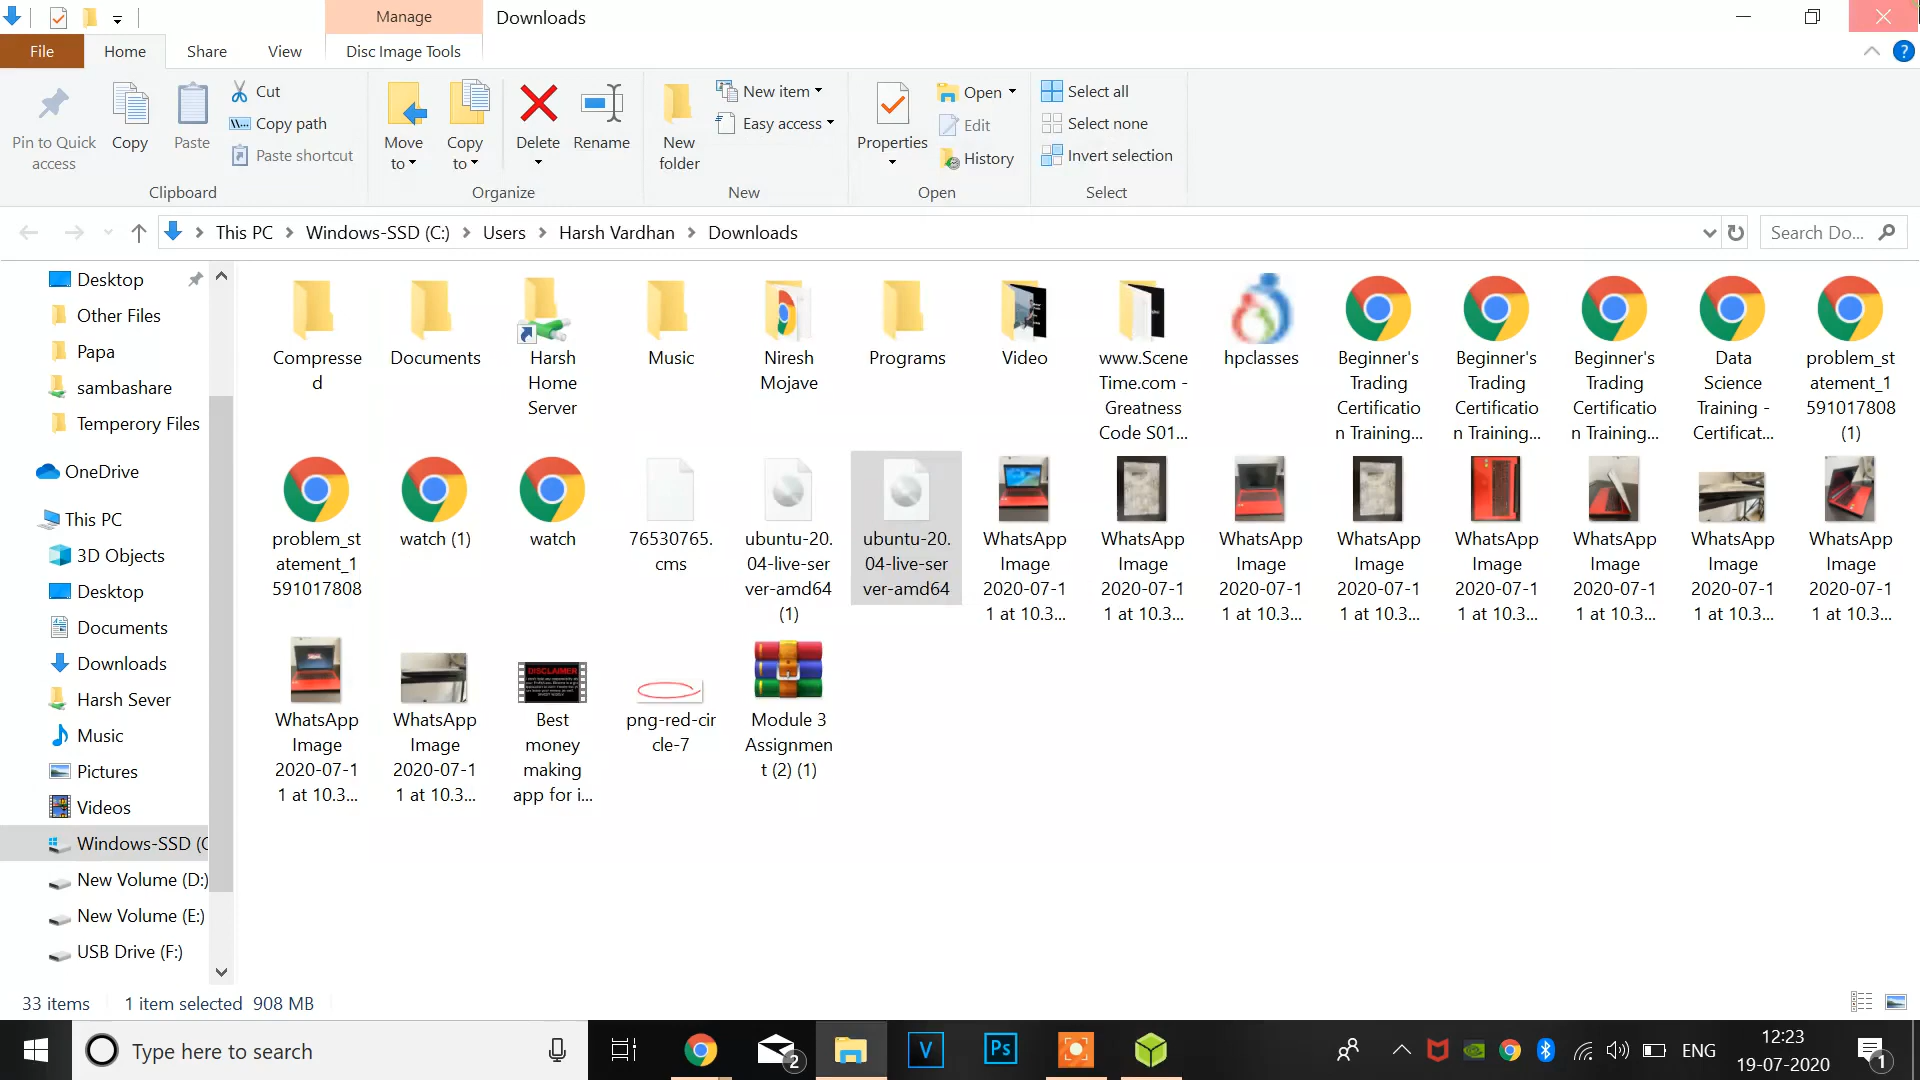 Manage
Downloads
File
Home
Share
View
Disc Image Tools
Pin to Quick
access
Copy
Paste
Cut
Copy path
Paste shortcut
Clipboard
Move
to
Copy
to
Delete
Rename
Organize
New
folder
New item
Easy access
New
Properties
Open
Edit
History
Open
Select all
Select none
Invert selection
Select
This PC
Windows-SSD (C:)
Users
Harsh Vardhan
Downloads
Search Do...
Desktop
Other Files
Papa
sambashare
Temperory Files
OneDrive
This PC
3D Objects
Desktop
Documents
Downloads
Harsh Sever
Music
Pictures
Videos
Windows-SSD (C
New Volume (D:)
New Volume (E:)
USB Drive (F:)
Compresse
d
Documents
Harsh
Home
Server
Music
Niresh
Mojave
Programs
Video
www.Scene
Time.com -
Greatness
Code S01...
hpclasses
Beginner's
Trading
Certificatio
n Training...
Beginner's
Trading
Certificatio
n Training...
Beginner's
Trading
Certificatio
n Training...
Data
Science
Training -
Certificat...
problem_st
atement_1
591017808
(1)
problem_st
atement_1
591017808
watch (1)
watch
76530765.
cms
ubuntu-20.
04-live-ser
ver-amd64
(1)
ubuntu-20.
04-live-ser
ver-amd64
WhatsApp
Image
2020-07-1
1 at 10.3...
WhatsApp
Image
2020-07-1
1 at 10.3...
WhatsApp
Image
2020-07-1
1 at 10.3...
WhatsApp
Image
2020-07-1
1 at 10.3...
WhatsApp
Image
2020-07-1
1 at 10.3...
WhatsApp
Image
2020-07-1
1 at 10.3...
WhatsApp
Image
2020-07-1
1 at 10.3...
WhatsApp
Image
2020-07-1
1 at 10.3...
WhatsApp
Image
2020-07-1
1 at 10.3...
WhatsApp
Image
2020-07-1
1 at 10.3...
DISCLAIMER
Best
money
making
app for i...
png-red-cir
cle-7
Module 3
Assignmen
t (2) (1)
33 items
1 item selected 908 MB
Type here to search
2
V
Ps
ENG
12:23
19-07-2020
1